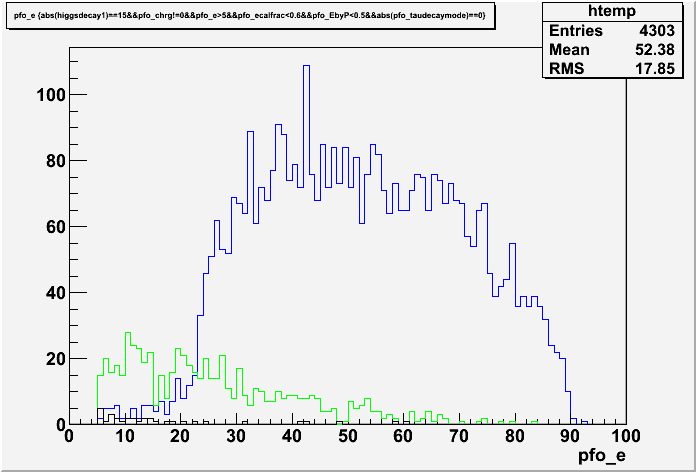 pfo_e {abs(higgsdecay1)==15&&pfo_chrg!=0&&pfo_e>5&&pfo_ecalfrac<0.6&&pfo_EbyP<0.5&&abs(pfo_taudecaymode)==0}
htemp
Entries 4303
Mean 52.38
RMS 17.85
100
80
60
40
20
0
0 10 20 30 40 50 60 70 80 90 100
pfo_e